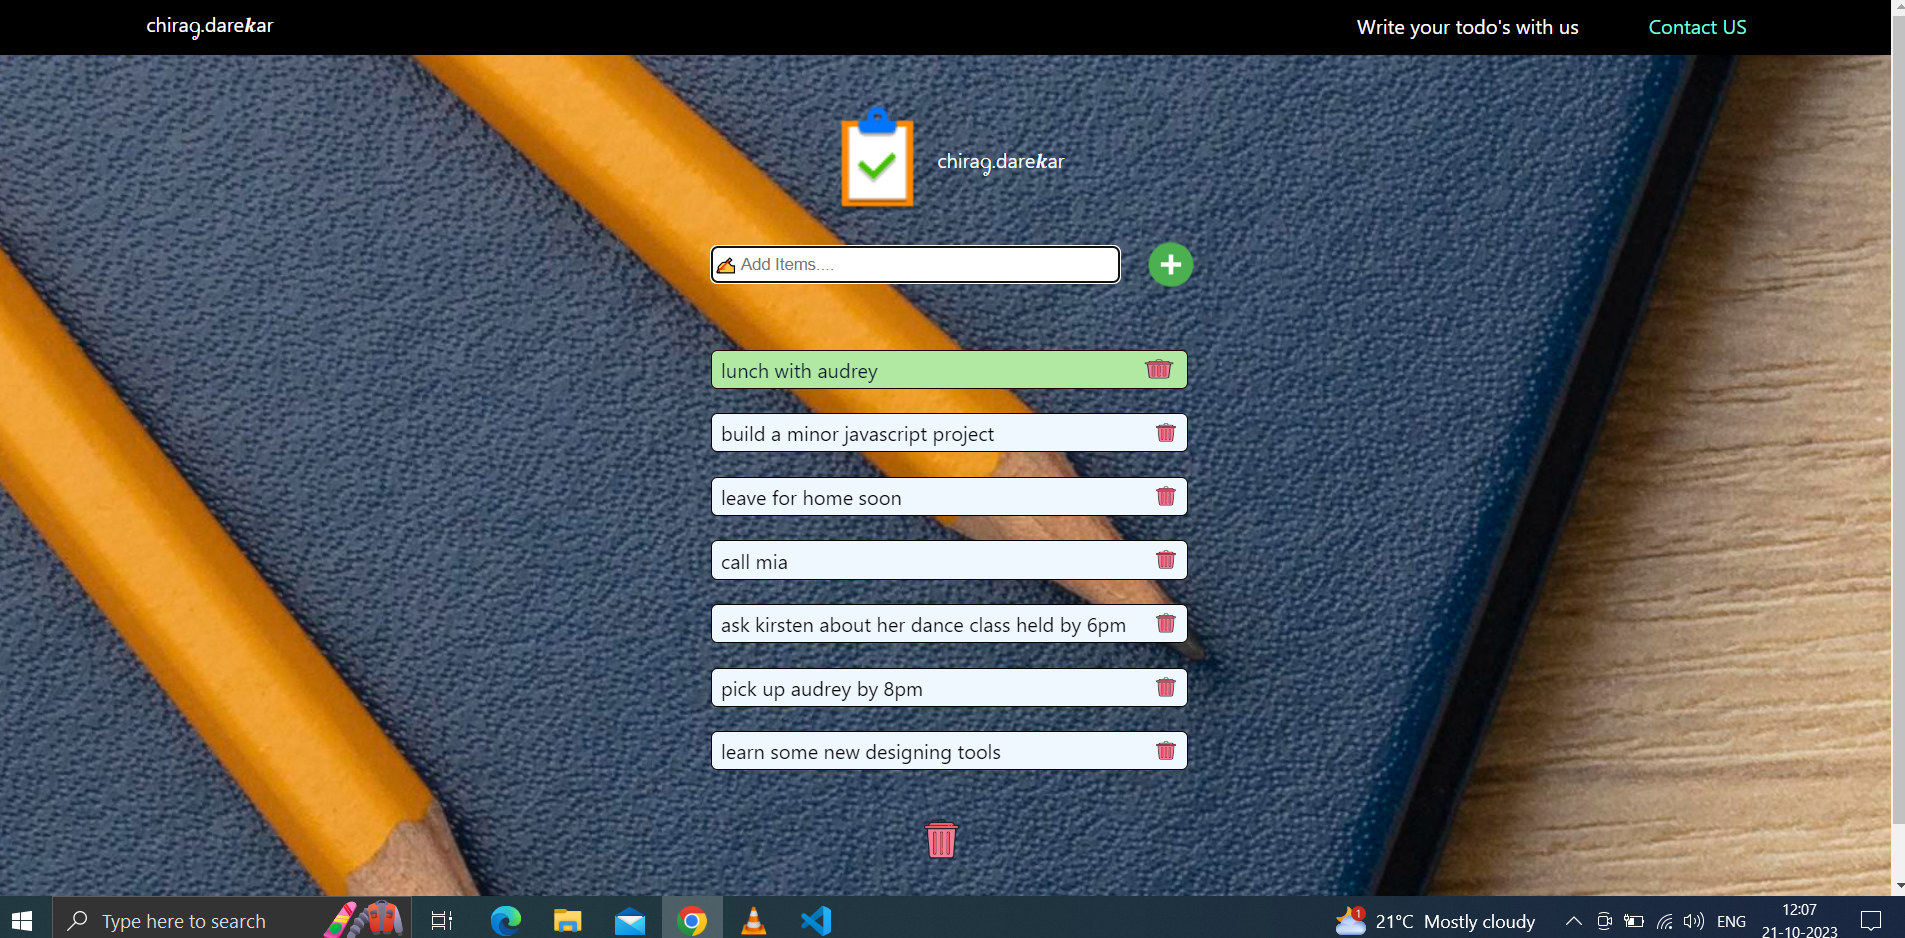 chirag.darekar
Write your todo's with us
Contact US
chirag.darekar
Add Items....
lunch with audrey
build a minor javascript project
leave for home soon
call mia
ask kirsten about her dance class held by 6pm
pick up audrey by 8pm
learn some new designing tools
Type here to search
1
21°C Mostly cloudy
ENG
12:07
21-10-2023